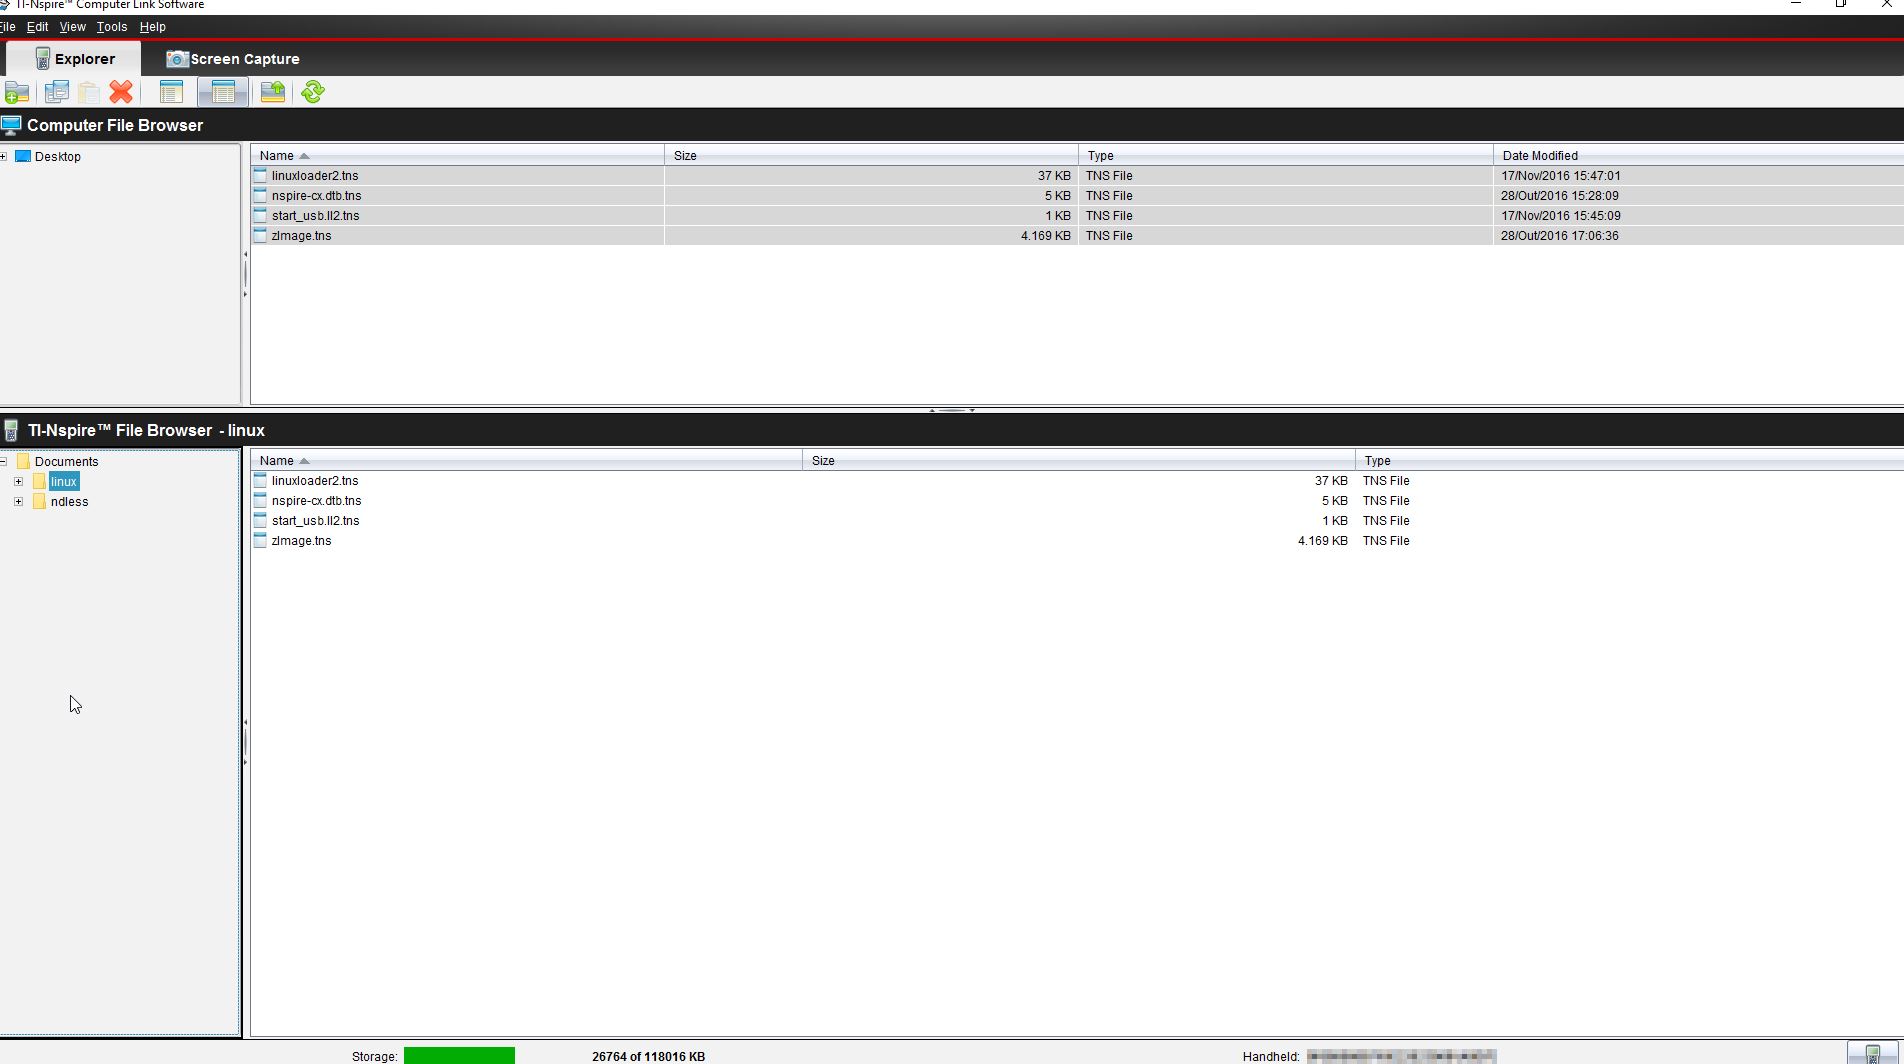 TI-Nspire™ Computer Link Software
File Edit View Tools Help
Explorer Screen Capture
Computer File Browser
Desktop
Name Size Type Date Modified
linuxloader2.tns 37 KB TNS File 17/Nov/2016 15:47:01
nspire-cx.dtb.tns 5 KB TNS File 28/Out/2016 15:28:09
start_usb.ll2.tns 1 KB TNS File 17/Nov/2016 15:45:09
zImage.tns 4.169 KB TNS File 28/Out/2016 17:06:36
TI-Nspire™ File Browser - linux
Documents
linux
ndless
Name Size Type
linuxloader2.tns 37 KB TNS File
nspire-cx.dtb.tns 5 KB TNS File
start_usb.ll2.tns 1 KB TNS File
zImage.tns 4.169 KB TNS File
Storage: 26764 of 118016 KB Handheld: